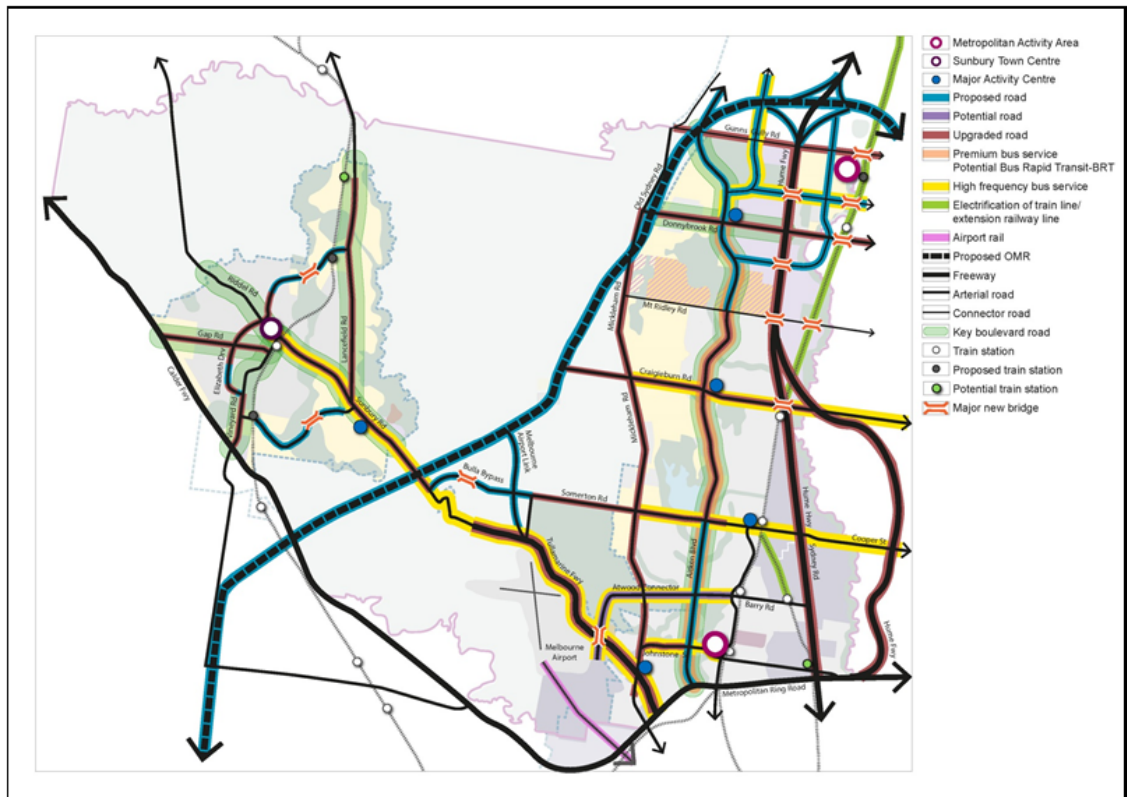 Metropolitan Activity Area
Sunbury Town Centre
Major Activity Centre
Proposed road
Potential road
Upgraded road
Premium bus service
Potential Bus Rapid Transit-BRT
High frequency bus service
Electrification of train line/
extension railway line
Airport rail
Proposed OMR
Freeway
Arterial road
Connector road
Key boulevard road
Train station
Proposed train station
Potential train station
Major new bridge
Gunns Gully Rd
Hume Fwy
Old Sydney Rd
Donnybrook Rd
Riddel Rd
Mickleham Rd
Mt Ridley Rd
Gap Rd
Lancefield Rd
Elizabeth Drv
Calder Fwy
Craigieburn Rd
Vineyard Rd
Sunbury Rd
Mickleham Rd
Melbourne
Airport Link
Bulla Bypass
Somerton Rd
Hume Hwy
Cooper St
Sydney Rd
Tullamarine Fwy
Aitken Blvd
Atwood Connector
Barry Rd
Hume Fwy
Melbourne
Airport
Johnstone
Metropolitan Ring Road